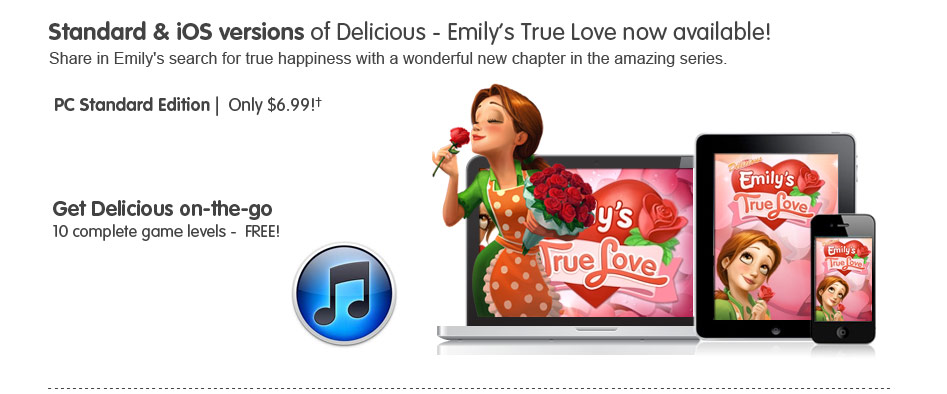 Standard & iOS versions of Delicious - Emily's True Love now available!
Share in Emily's search for true happiness with a wonderful new chapter in the amazing series.
PC Standard Edition | Only $6.99!†
Get Delicious on-the-go
10 complete game levels - FREE!
ly's
True Love
Delicious
Emily's
True Love
Emily's
True Love